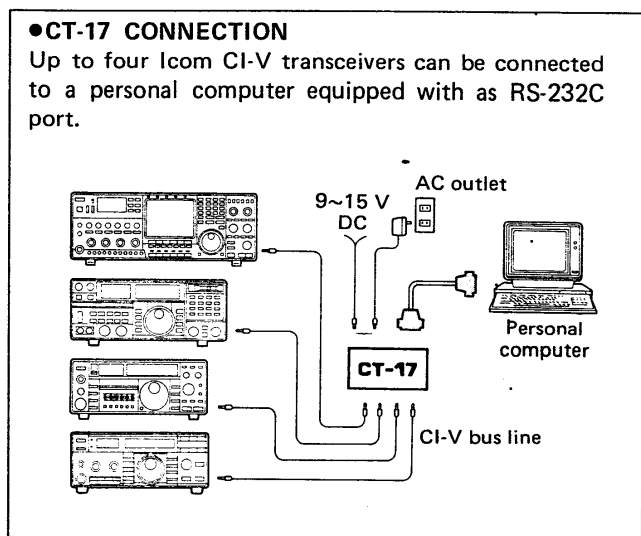 ●CT-17 CONNECTION
Up to four Icom CI-V transceivers can be connected
to a personal computer equipped with as RS-232C
port.
AC outlet
9~15 V
DC
Personal
computer
CT-17
CI-V bus line